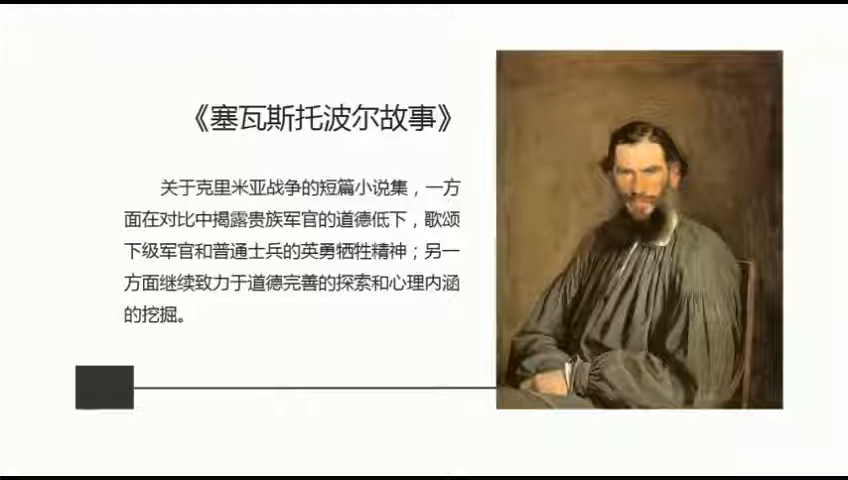 《塞瓦斯托波尔故事》
关于克里米亚战争的短篇小说集，一方
面在对比中揭露贵族军官的道德低下，歌颂
下级军官和普通士兵的英勇牺牲精神；另一
方面继续致力于道德完善的探索和心理内涵
的挖掘。